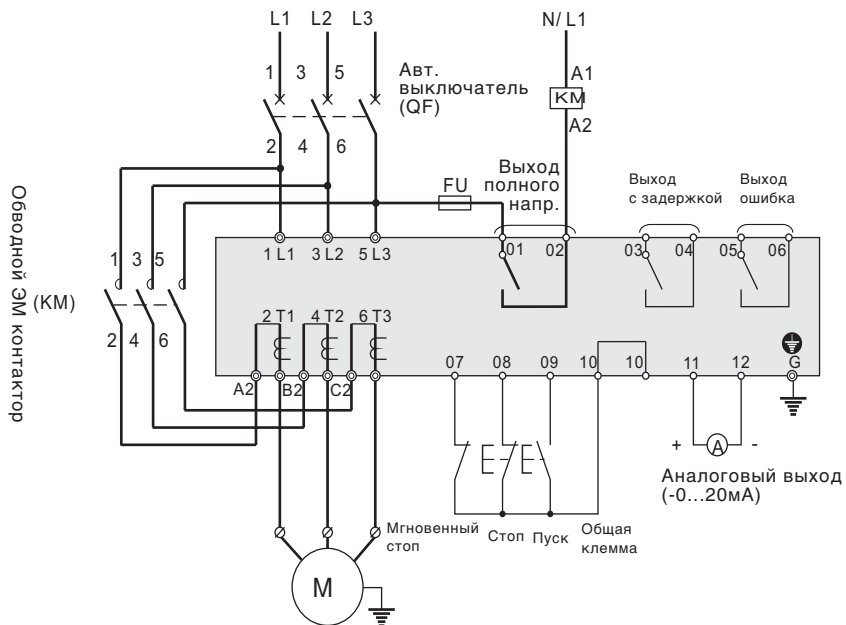 L1 L2 L3 N/ L1
1 3 5
Авт.
выключатель
(QF)
A1
KM
A2
2 4 6
FU
Выход
полного
напр.
Выход
с задержкой
Выход
ошибка
Обводной ЭМ контактор
(KM)
1 3 5
2 4 6
1 L1 3 L2 5 L3 01 02 03 04 05 06
2 T1 4 T2 6 T3
A2 B2 C2
07 08 09 10 10 11 12 G
+ A -
Аналоговый выход
(-0...20мА)
Мгновенный
стоп
Стоп Пуск
Общая
клемма
M